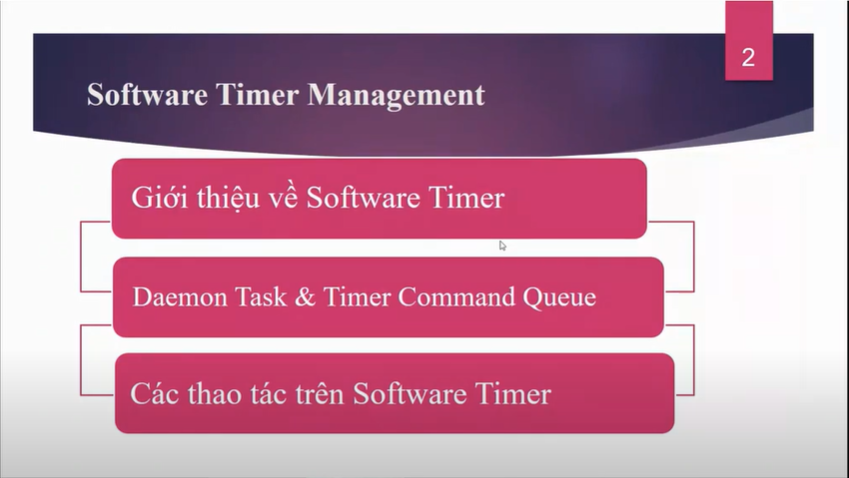 2
Software Timer Management
Giới thiệu về Software Timer
Daemon Task & Timer Command Queue
Các thao tác trên Software Timer